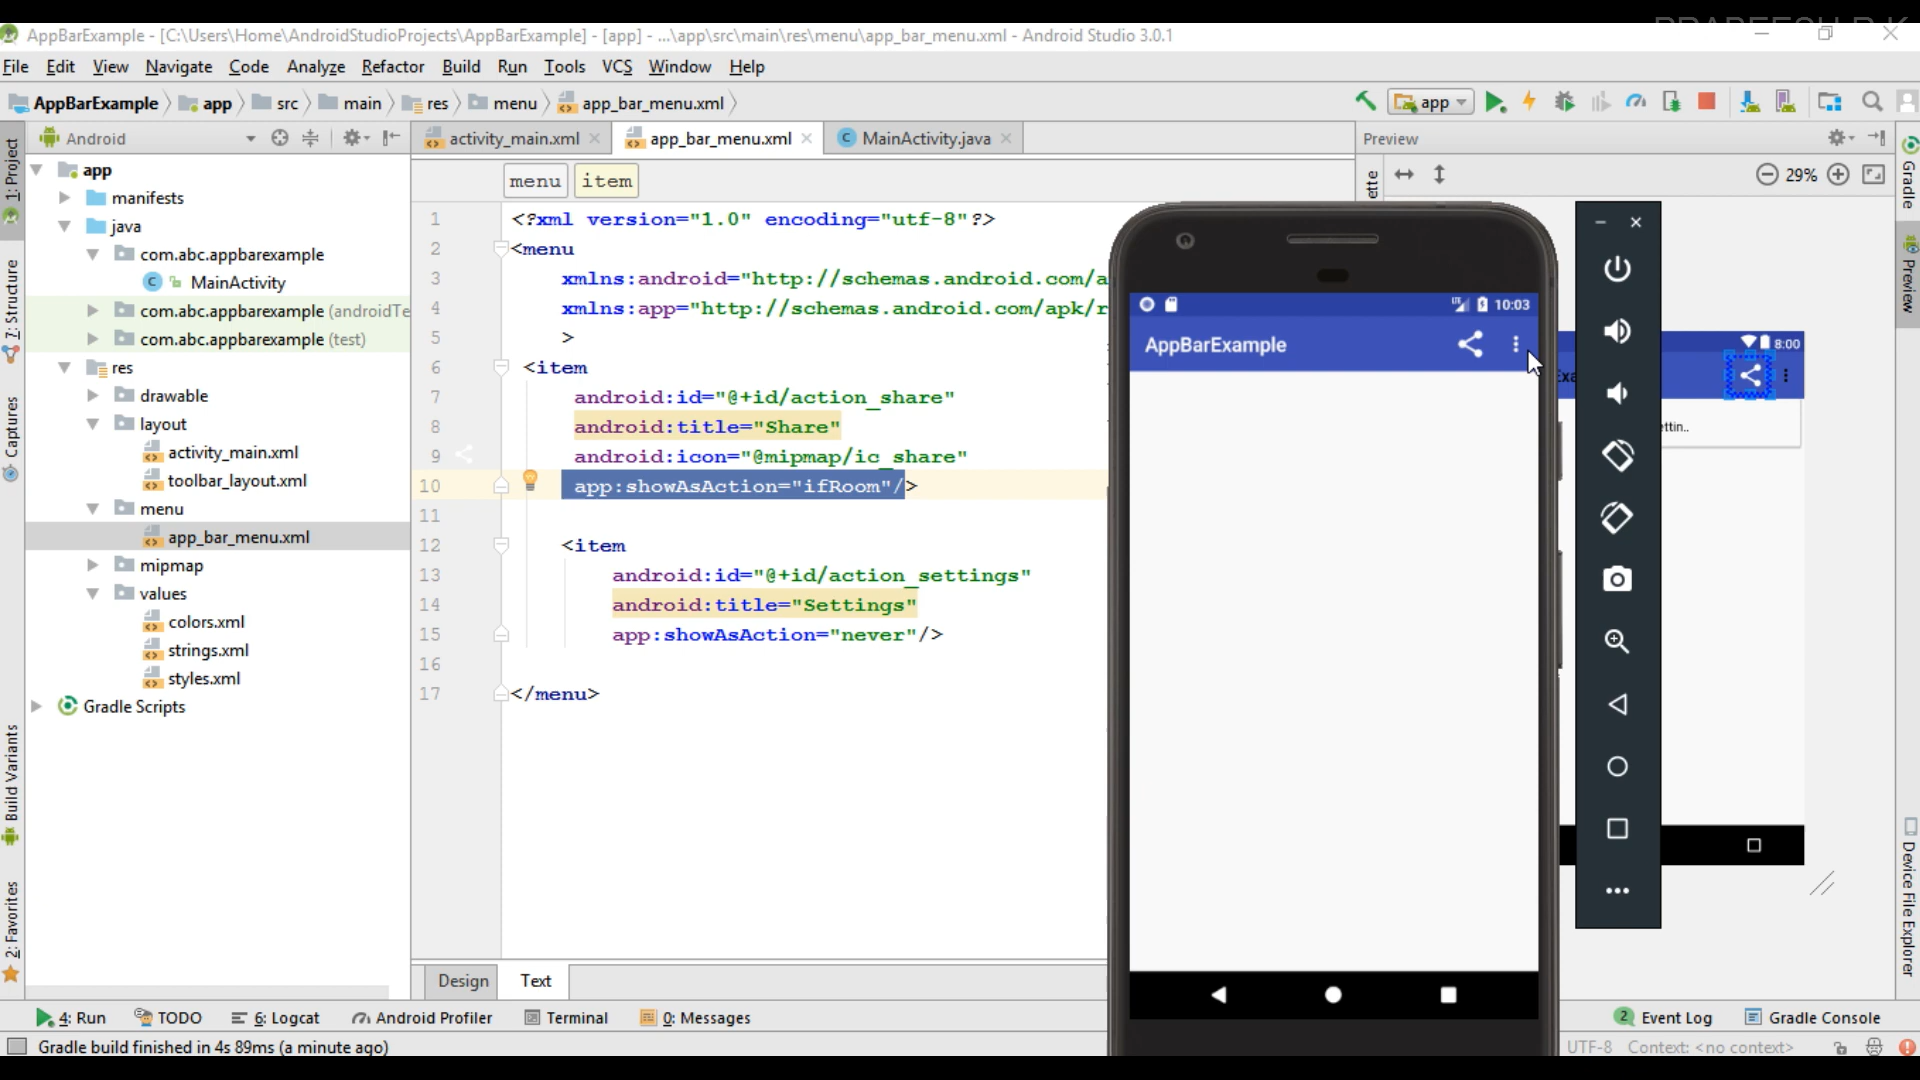 AppBarExample - [C:\Users\Home\AndroidStudioProjects\AppBarExample] - [app] - ...\app\src\main\res\menu\app_bar_menu.xml - Android Studio 3.0.1
File Edit View Navigate Code Analyze Refactor Build Run Tools VCS Window Help
AppBarExample app src main res menu app_bar_menu.xml
app
Android
activity_main.xml app_bar_menu.xml MainActivity.java
Preview
menu item
29%
1: Project
7: Structure
Captures
Build Variants
2: Favorites
app
manifests
java
com.abc.appbarexample
MainActivity
com.abc.appbarexample (androidTe
com.abc.appbarexample (test)
res
drawable
layout
activity_main.xml
toolbar_layout.xml
menu
app_bar_menu.xml
mipmap
values
colors.xml
strings.xml
styles.xml
Gradle Scripts
1 <?xml version="1.0" encoding="utf-8"?>
2 <menu
3 xmlns:android="http://schemas.android.com/a
4 xmlns:app="http://schemas.android.com/apk/r
5 >
6 <item
7 android:id="@+id/action_share"
8 android:title="Share"
9 android:icon="@mipmap/ic_share"
10 app:showAsAction="ifRoom"/>
11
12 <item
13 android:id="@+id/action_settings"
14 android:title="Settings"
15 app:showAsAction="never"/>
16
17 </menu>
10:03
AppBarExample
8:00
Exa
ettin..
ette
Gradle
Preview
Device File Explorer
Design Text
4: Run TODO 6: Logcat Android Profiler Terminal 0: Messages
2 Event Log Gradle Console
Gradle build finished in 4s 89ms (a minute ago)
UTF-8 Context: <no context>